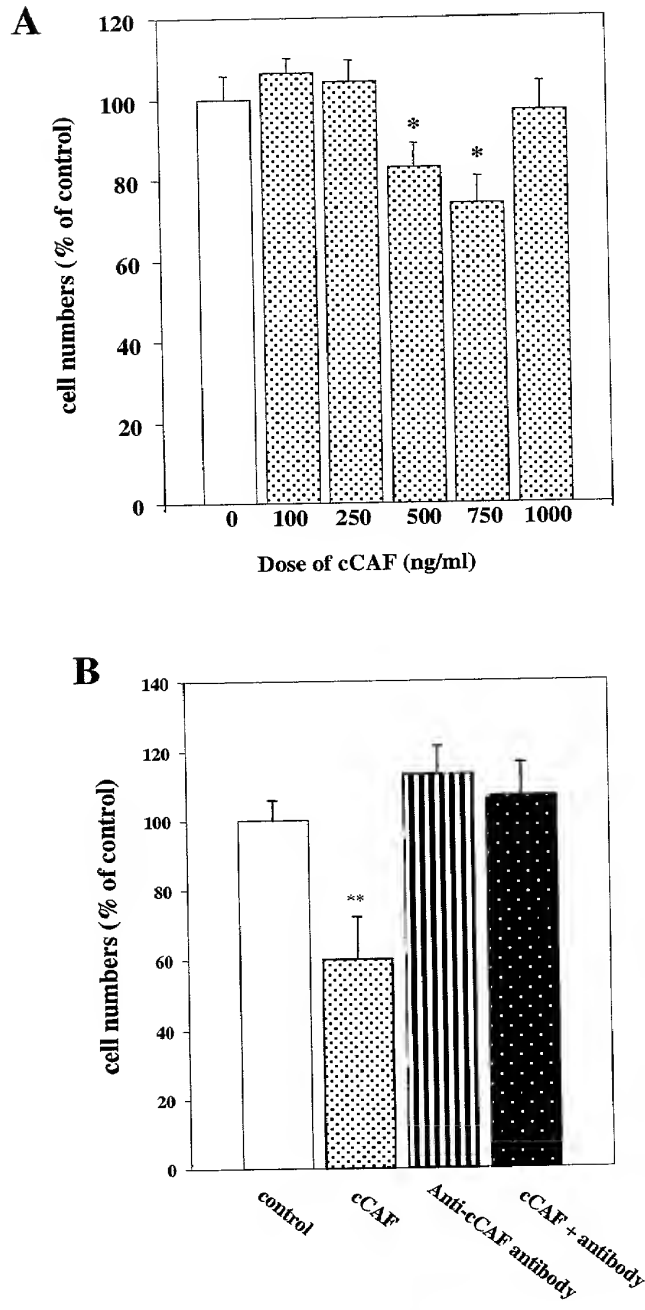 A
120
100
80
60
40
20
0
cell numbers (% of control)
*
*
0 100 250 500 750 1000
Dose of cCAF (ng/ml)
B
140
120
100
80
60
40
20
0
cell numbers (% of control)
**
control
cCAF
Anti-cCAF antibody
cCAF + antibody